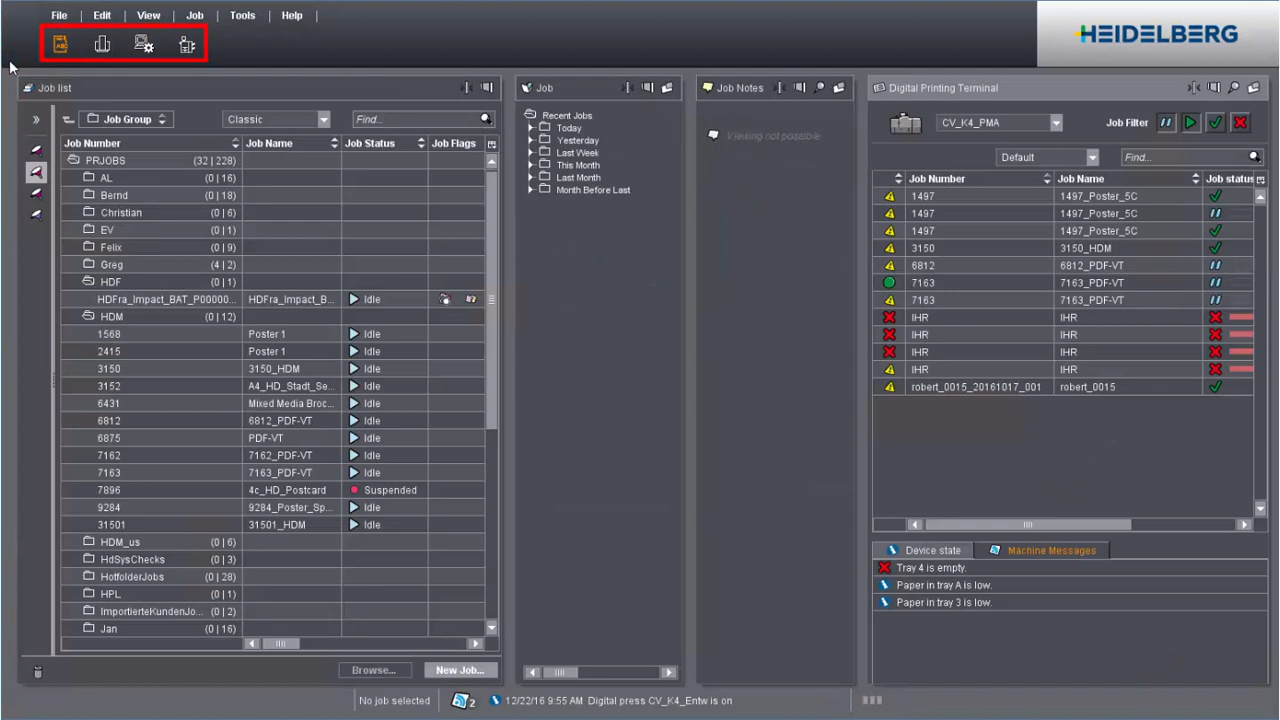 File Edit View Job Tools Help
HEIDELBERG
Job list
Job
Job Notes
Digital Printing Terminal
Job Group
Classic
Find...
Job Number Job Name Job Status Job Flags
PRJOBS (32 | 228)
AL (0 | 16)
Bernd (0 | 18)
Christian (0 | 6)
EV (0 | 1)
Felix (0 | 9)
Greg (4 | 2)
HDF (0 | 1)
HDFra_Impact_BAT_P00000... HDFra_Impact_B... Idle
HDM (0 | 12)
1568 Poster 1 Idle
2415 Poster 1 Idle
3150 3150_HDM Idle
3152 A4_HD_Stadt_Se... Idle
6431 Mixed Media Broc... Idle
6812 6812_PDF-VT Idle
6875 PDF-VT Idle
7162 7162_PDF-VT Idle
7163 7163_PDF-VT Idle
7896 4c_HD_Postcard Suspended
9284 9284_Poster_Sp... Idle
31501 31501_HDM Idle
HDM_us (0 | 6)
HdSysChecks (0 | 3)
HotfolderJobs (0 | 28)
HPL (0 | 1)
ImportierteKundenJo... (0 | 2)
Jan (0 | 16)
Browse... New Job...
Recent Jobs
Today
Yesterday
Last Week
This Month
Last Month
Month Before Last
Viewing not possible
CV_K4_PMA
Job Filter
Default
Find...
Job Number Job Name Job status
1497 1497_Poster_5C
1497 1497_Poster_5C
1497 1497_Poster_5C
3150 3150_HDM
6812 6812_PDF-VT
7163 7163_PDF-VT
7163 7163_PDF-VT
IHR IHR
IHR IHR
IHR IHR
IHR IHR
robert_0015_20161017_001 robert_0015
Device state Machine Messages
Tray 4 is empty.
Paper in tray A is low.
Paper in tray 3 is low.
No job selected 2 12/22/16 9:55 AM Digital press CV_K4_Entw is on